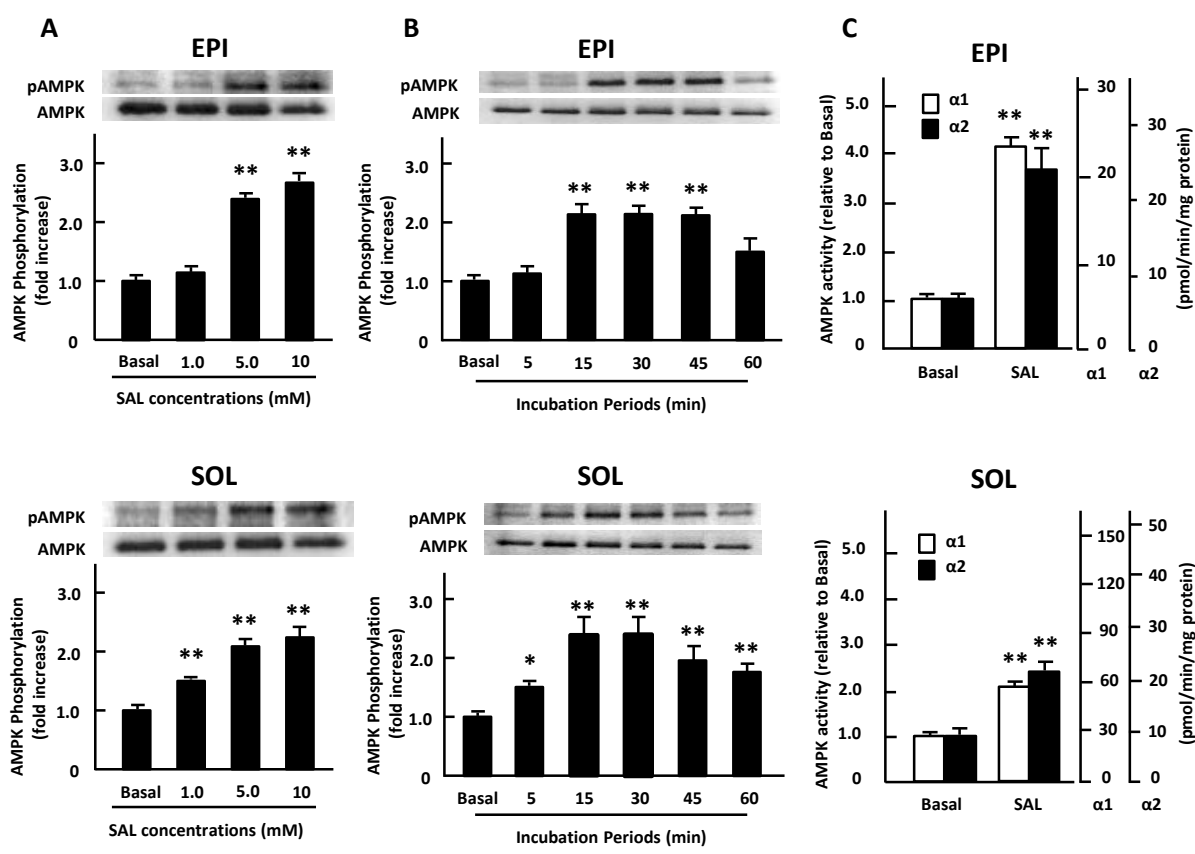 A
EPI
pAMPK
AMPK
AMPK Phosphorylation
(fold increase)
3.0
2.0
1.0
0
**
**
Basal 1.0 5.0 10
SAL concentrations (mM)
B
EPI
pAMPK
AMPK
AMPK Phosphorylation
(fold increase)
3.0
2.0
1.0
0
** ** **
Basal 5 15 30 45 60
Incubation Periods (min)
C
EPI
AMPK activity (relative to Basal)
5.0
4.0
3.0
2.0
1.0
0
α1
α2
**
**
30
20
10
0
30
20
10
0
(pmol/min/mg protein)
Basal SAL α1 α2
SOL
pAMPK
AMPK
AMPK Phosphorylation
(fold increase)
3.0
2.0
1.0
0
**
**
**
Basal 1.0 5.0 10
SAL concentrations (mM)
SOL
pAMPK
AMPK
AMPK Phosphorylation
(fold increase)
3.0
2.0
1.0
0
*
**
**
**
**
Basal 5 15 30 45 60
Incubation Periods (min)
SOL
AMPK activity (relative to Basal)
5.0
4.0
3.0
2.0
1.0
0
α1
α2
**
**
150
120
90
60
30
0
50
40
30
20
10
0
(pmol/min/mg protein)
Basal SAL α1 α2